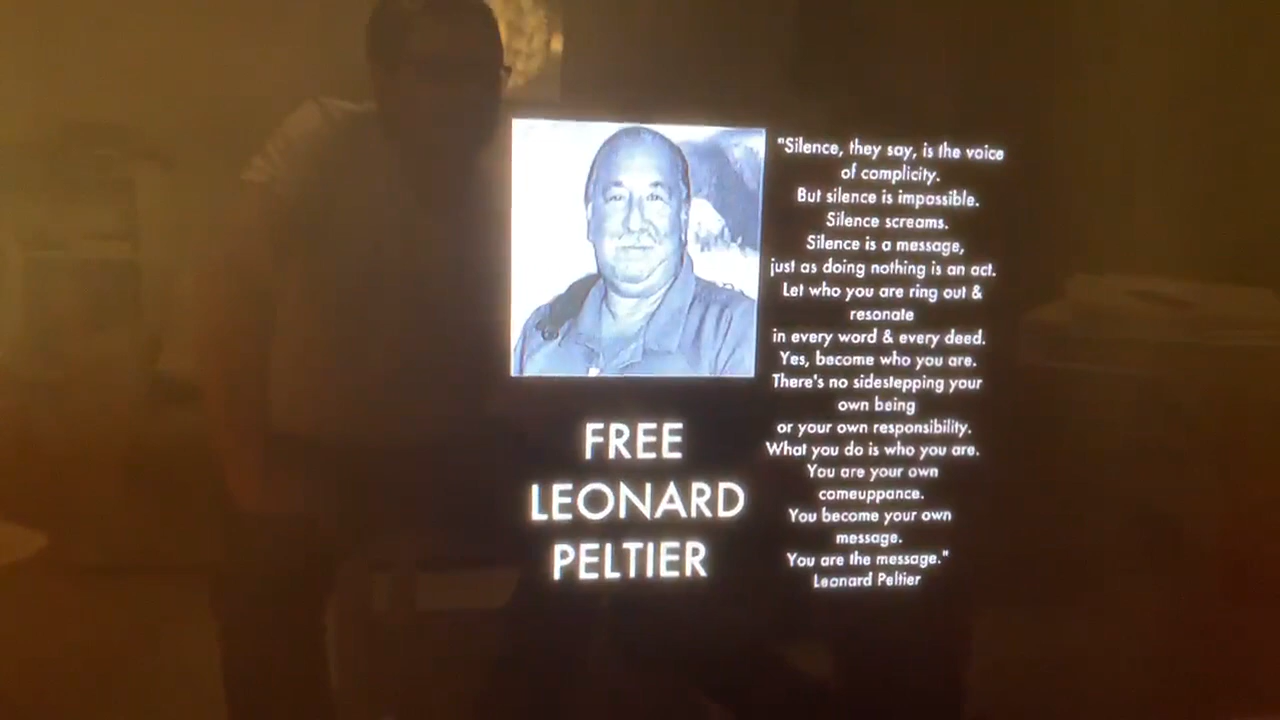 FREE
LEONARD
PELTIER
"Silence, they say, is the voice
of complicity.
But silence is impossible.
Silence screams.
Silence is a message,
just as doing nothing is an act.
Let who you are ring out &
resonate
in every word & every deed.
Yes, become who you are.
There's no sidestepping your
own being
or your own responsibility.
What you do is who you are.
You are your own
comeuppance.
You become your own
message.
You are the message."
Leonard Peltier